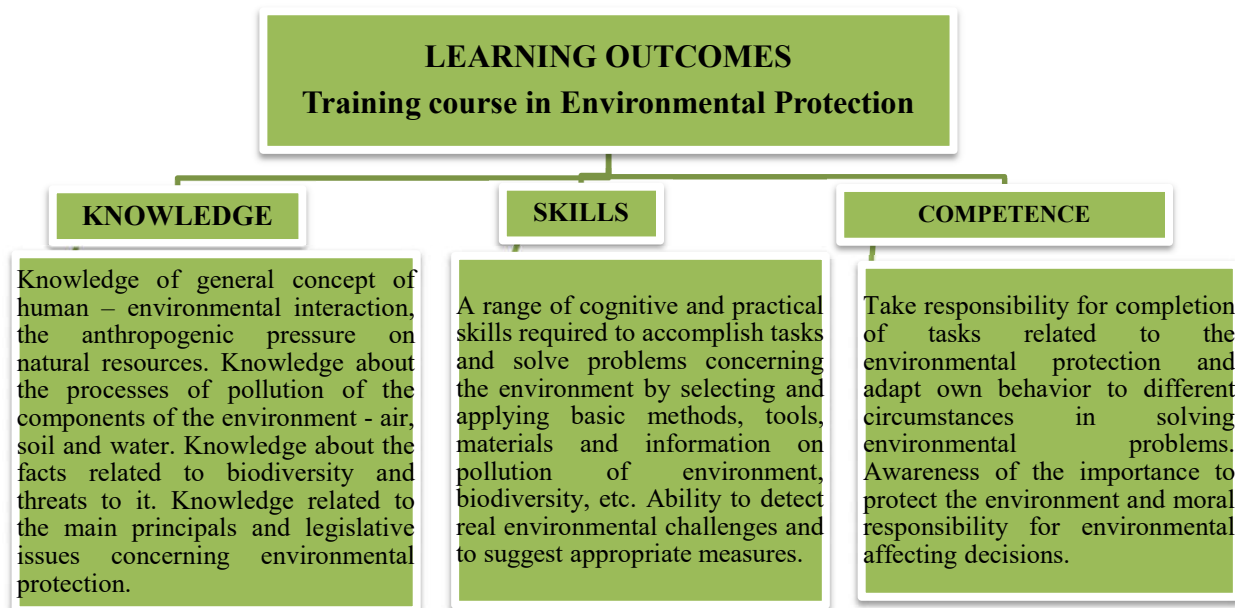 LEARNING OUTCOMES
Training course in Environmental Protection
KNOWLEDGE
Knowledge of general concept of
human – environmental interaction,
the anthropogenic pressure on
natural resources. Knowledge about
the processes of pollution of the
components of the environment - air,
soil and water. Knowledge about the
facts related to biodiversity and
threats to it. Knowledge related to
the main principals and legislative
issues concerning environmental
protection.
SKILLS
A range of cognitive and practical
skills required to accomplish tasks
and solve problems concerning
the environment by selecting and
applying basic methods, tools,
materials and information on
pollution of environment,
biodiversity, etc. Ability to detect
real environmental challenges and
to suggest appropriate measures.
COMPETENCE
Take responsibility for completion
of tasks related to the
environmental protection and
adapt own behavior to different
circumstances in solving
environmental problems.
Awareness of the importance to
protect the environment and moral
responsibility for environmental
affecting decisions.